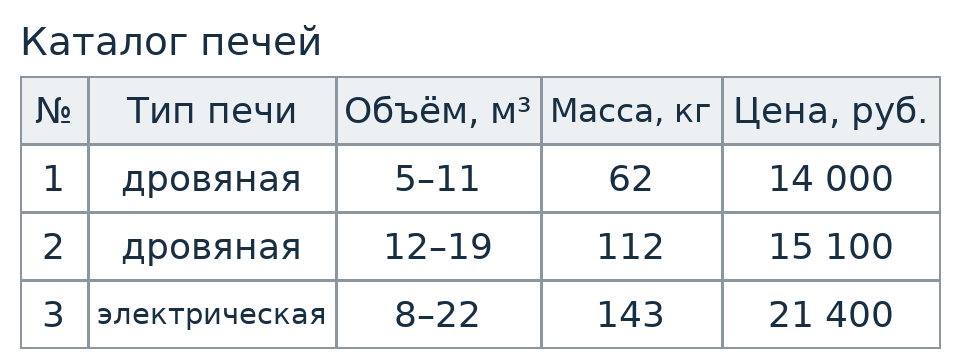 Каталог печей
№ Тип печи Объём, м³ Масса, кг Цена, руб.
1 дровяная 5–11 62 14 000
2 дровяная 12–19 112 15 100
3 электрическая 8–22 143 21 400